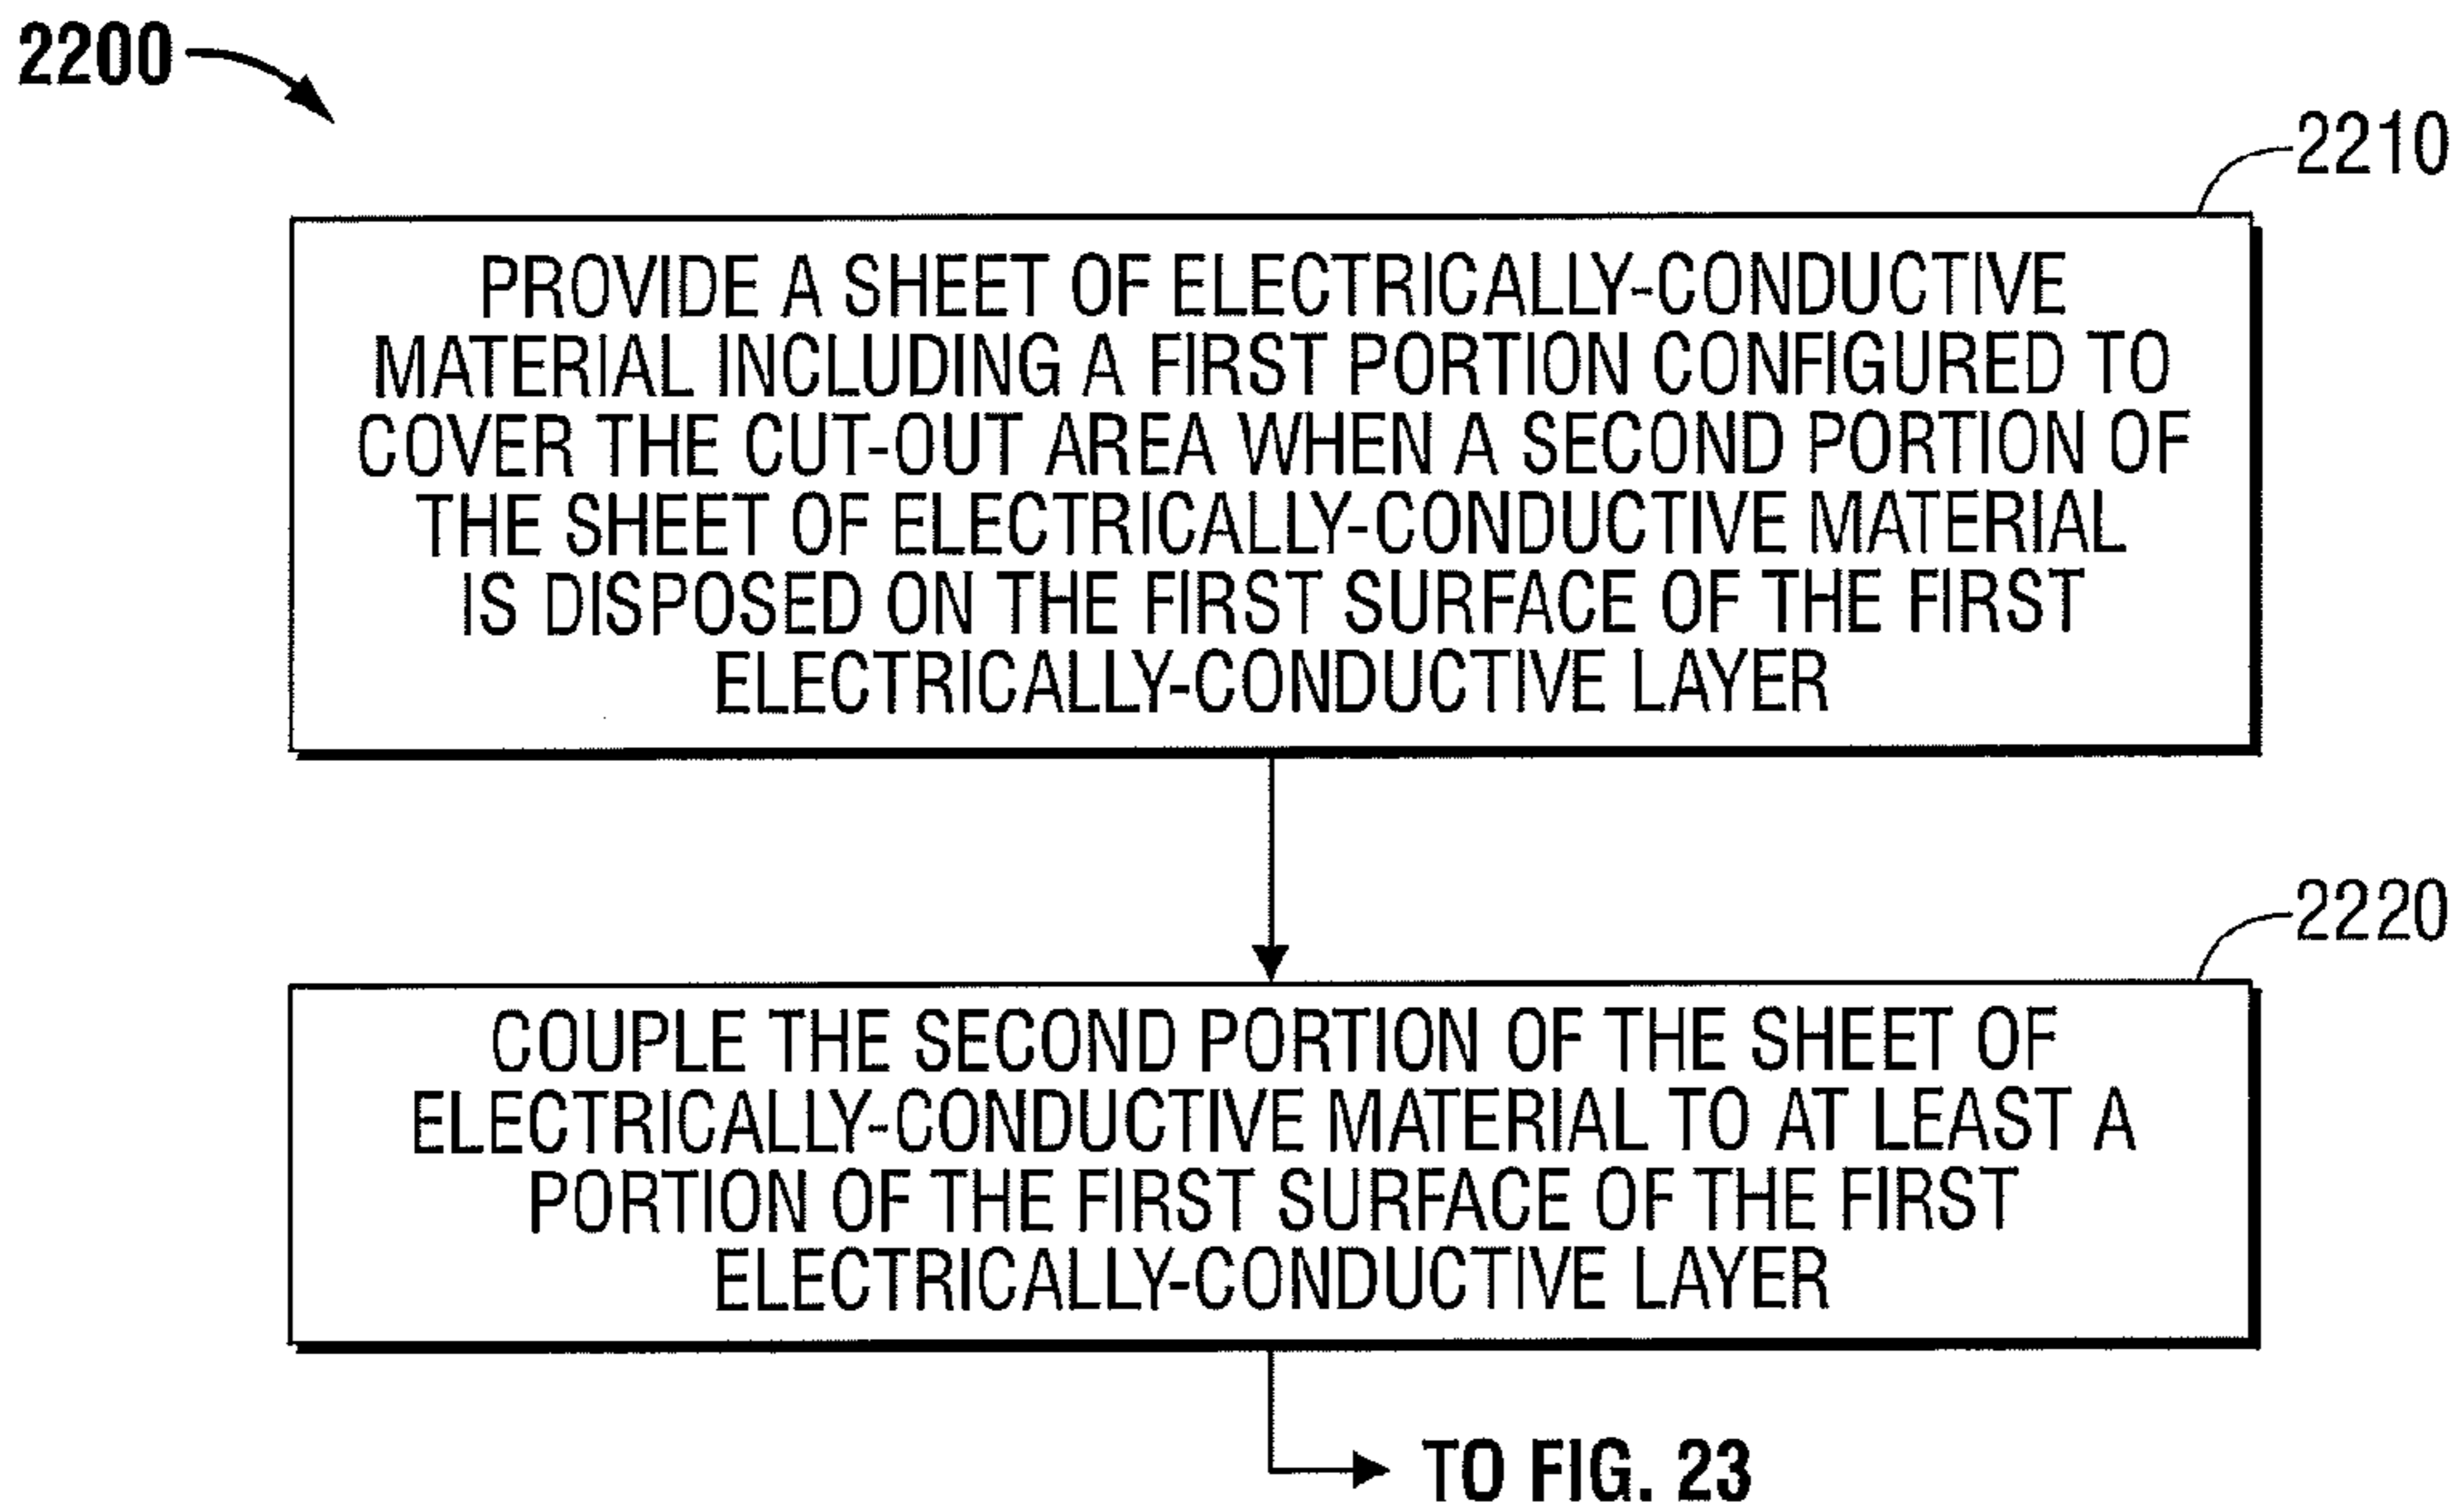 2200
2210
PROVIDE A SHEET OF ELECTRICALLY-CONDUCTIVE
MATERIAL INCLUDING A FIRST PORTION CONFIGURED TO
COVER THE CUT-OUT AREA WHEN A SECOND PORTION OF
THE SHEET OF ELECTRICALLY-CONDUCTIVE MATERIAL
IS DISPOSED ON THE FIRST SURFACE OF THE FIRST
ELECTRICALLY-CONDUCTIVE LAYER
2220
COUPLE THE SECOND PORTION OF THE SHEET OF
ELECTRICALLY-CONDUCTIVE MATERIAL TO AT LEAST A
PORTION OF THE FIRST SURFACE OF THE FIRST
ELECTRICALLY-CONDUCTIVE LAYER
TO FIG. 23